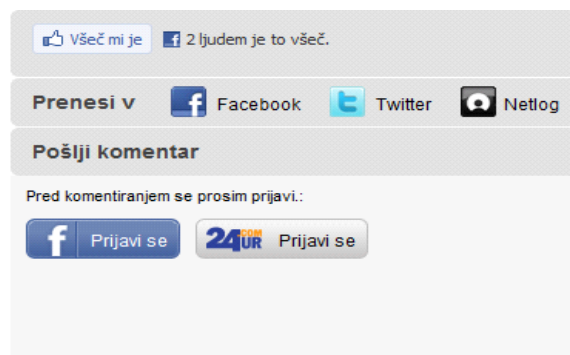 Všeč mi je 2 ljudem je to všeč.
Prenesi v Facebook Twitter Netlog
Pošlji komentar
Pred komentiranjem se prosim prijavi.:
f Prijavi se 24UR COM Prijavi se